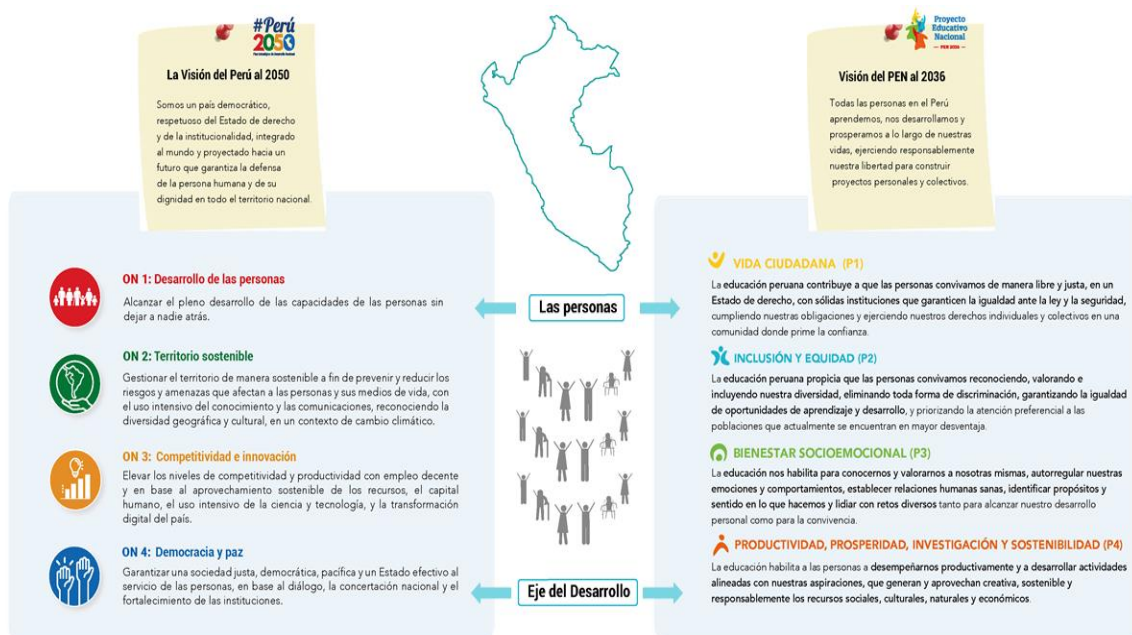 #Perú
2050
La Visión del Perú al 2050
Somos un país democrático,
respetuoso del Estado de derecho
y de la institucionalidad, integrado
al mundo y proyectado hacia un
futuro que garantiza la defensa
de la persona humana y de su
dignidad en todo el territorio nacional.
ON 1: Desarrollo de las personas
Alcanzar el pleno desarrollo de las capacidades de las personas sin
dejar a nadie atrás.
ON 2: Territorio sostenible
Gestionar el territorio de manera sostenible a fin de prevenir y reducir los
riesgos y amenazas que afectan a las personas y sus medios de vida, con
el uso intensivo del conocimiento y las comunicaciones, reconociendo la
diversidad geográfica y cultural, en un contexto de cambio climático.
ON 3: Competitividad e innovación
Elevar los niveles de competitividad y productividad con empleo decente
y en base al aprovechamiento sostenible de los recursos, el capital
humano, el uso intensivo de la ciencia y tecnología, y la transformación
digital del país.
ON 4: Democracia y paz
Garantizar una sociedad justa, democrática, pacífica y un Estado efectivo al
servicio de las personas, en base al diálogo, la concertación nacional y el
fortalecimiento de las instituciones.
Las personas
Eje del Desarrollo
Proyecto
Educativo
Nacional
PEN 2036
Visión del PEN al 2036
Todas las personas en el Perú
aprendemos, nos desarrollamos y
prosperamos a lo largo de nuestras
vidas, ejerciendo responsablemente
nuestra libertad para construir
proyectos personales y colectivos.
VIDA CIUDADANA (P1)
La educación peruana contribuye a que las personas convivamos de manera libre y justa, en un
Estado de derecho, con sólidas instituciones que garanticen la igualdad ante la ley y la seguridad,
cumpliendo nuestras obligaciones y ejerciendo nuestros derechos individuales y colectivos en una
comunidad donde prime la confianza.
INCLUSIÓN Y EQUIDAD (P2)
La educación peruana propicia que las personas convivamos reconociendo, valorando e
incluyendo nuestra diversidad, eliminando toda forma de discriminación, garantizando la igualdad
de oportunidades de aprendizaje y desarrollo, y priorizando la atención preferencial a las
poblaciones que actualmente se encuentran en mayor desventaja.
BIENESTAR SOCIOEMOCIONAL (P3)
La educación nos habilita para conocernos y valorarnos a nosotras mismas, autorregular nuestras
emociones y comportamientos, establecer relaciones humanas sanas, identificar propósitos y
sentido en lo que hacemos y lidiar con retos diversos tanto para alcanzar nuestro desarrollo
personal como para la convivencia.
PRODUCTIVIDAD, PROSPERIDAD, INVESTIGACIÓN Y SOSTENIBILIDAD (P4)
La educación habilita a las personas a desempeñarnos productivamente y a desarrollar actividades
alineadas con nuestras aspiraciones, que generan y aprovechan creativa, sostenible y
responsablemente los recursos sociales, culturales, naturales y económicos.